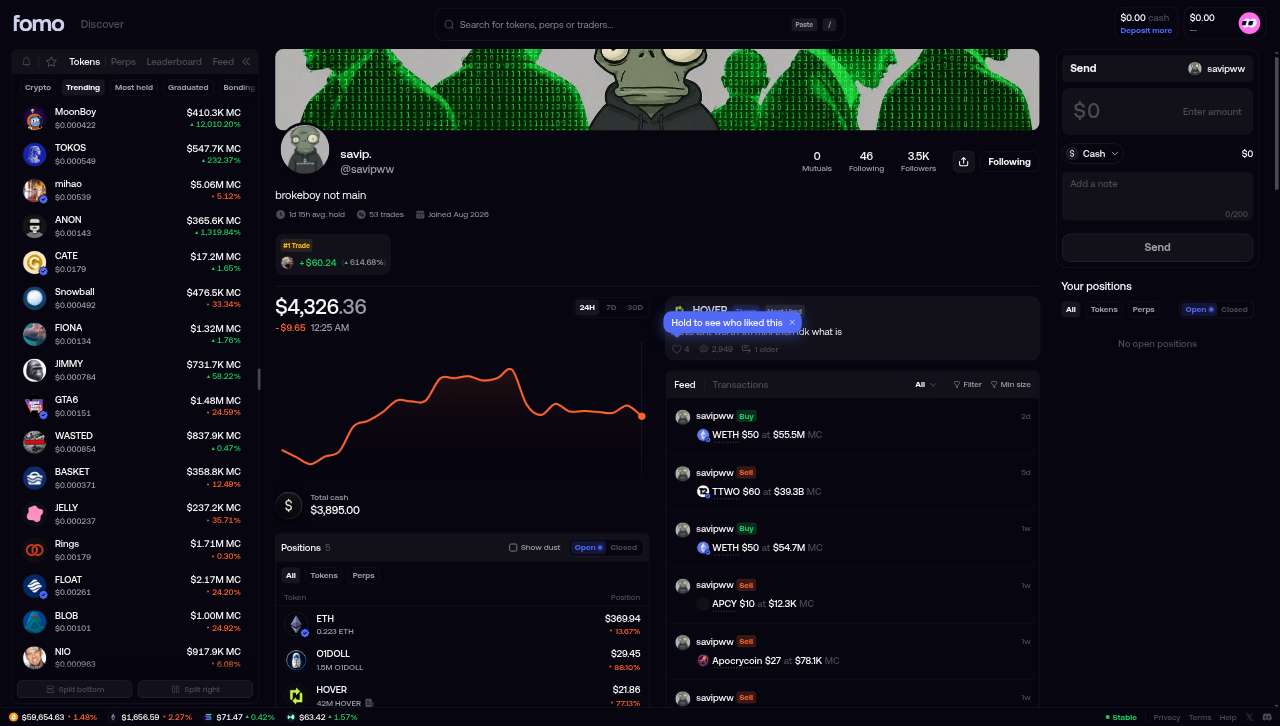 fomo
Discover
Search for tokens, perps or traders...
Paste
/
$0.00 cash
Deposit more
$0.00
—
Tokens Perps Leaderboard Feed
Crypto Trending Most held Graduated Bonding
MoonBoy $410.3K MC
$0.000422 12,010.20%
TOKOS $547.7K MC
$0.000549 232.37%
mihao $5.06M MC
$0.00539 5.12%
ANON $365.6K MC
$0.00143 1,319.84%
CATE $17.2M MC
$0.0179 1.65%
Snowball $476.5K MC
$0.000492 33.34%
FIONA $1.32M MC
$0.00134 1.76%
JIMMY $731.7K MC
$0.000784 58.22%
GTA6 $1.48M MC
$0.00151 24.59%
WASTED $837.9K MC
$0.000854 0.47%
BASKET $358.8K MC
$0.000371 12.49%
JELLY $237.2K MC
$0.000237 35.71%
Rings $1.71M MC
$0.00179 0.30%
FLOAT $2.17M MC
$0.00261 24.20%
BLOB $1.00M MC
$0.00101 24.92%
NIO $917.9K MC
$0.000963 6.08%
Split bottom Split right
savip.
@savipww
0 46 3.5K
Mutuals Following Followers
Following
brokeboy not main
1d 15h avg. hold 53 trades Joined Aug 2026
#1 Trade
+$60.24 614.68%
$4,326.36
24H 7D 30D
-$9.65 12:25 AM
Total cash
$3,895.00
Positions 5
Show dust
Open Closed
All Tokens Perps
Token Position
ETH $369.94
0.223 ETH 13.67%
O1DOLL $29.45
1.5M O1DOLL 88.10%
HOVER $21.86
42M HOVER 77.13%
HOVER
Hold to see who liked this ×
idk what is
4 2,949 1 older
Feed Transactions
All Filter Min size
savipww Buy 2d
WETH $50 at $55.5M MC
savipww Sell 5d
TTWO $60 at $39.3B MC
savipww Buy 1w
WETH $50 at $54.7M MC
savipww Sell 1w
APCY $10 at $12.3K MC
savipww Sell 1w
Apocrycoin $27 at $78.1K MC
savipww Sell 1w
Send savipww
$0 Enter amount
$ Cash $0
Add a note
0/200
Send
Your positions
All Tokens Perps Open Closed
No open positions
$59,654.63 1.48% $1,656.59 2.27% $71.47 0.42% $63.42 1.57%
Stable Privacy Terms Help